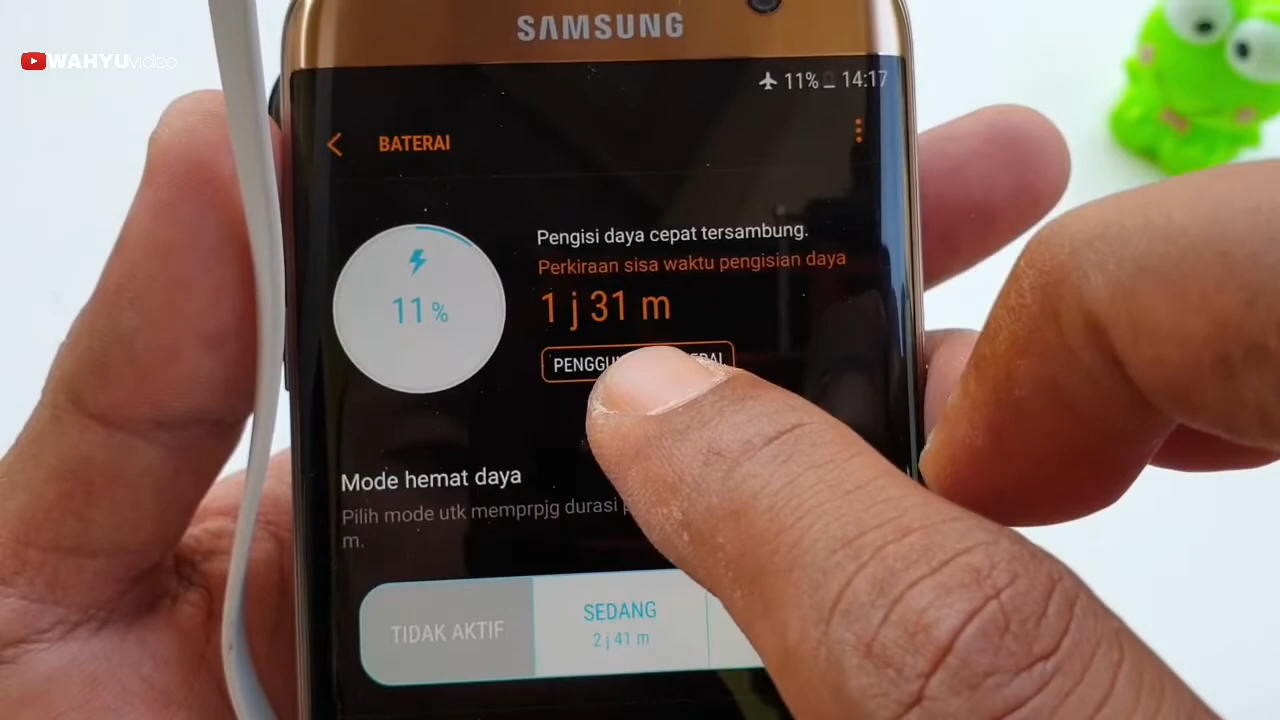 WAHYUvideo
SAMSUNG
11% 14:17
BATERAI
Pengisi daya cepat tersambung.
Perkiraan sisa waktu pengisian daya
11 %
1 j 31 m
Mode hemat daya
Pilih mode utk memprpjg durasi
m.
TIDAK AKTIF
SEDANG
2 j 41 m